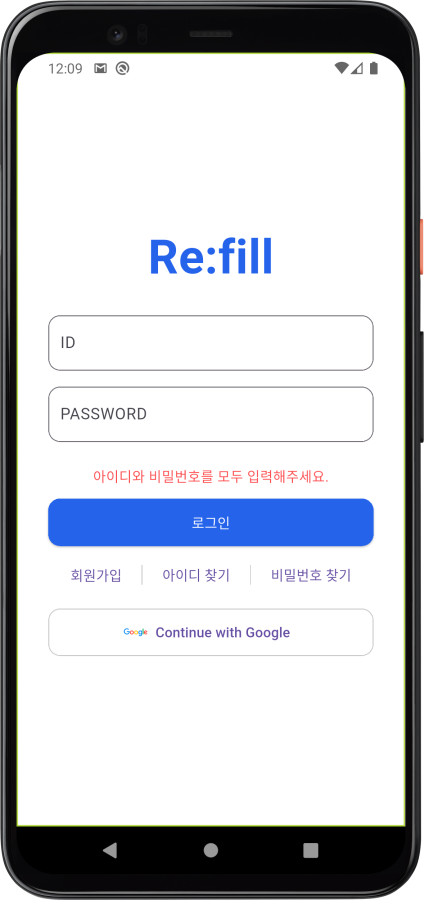 12:09
Re:fill
ID
PASSWORD
아이디와 비밀번호를 모두 입력해주세요.
로그인
회원가입 아이디 찾기 비밀번호 찾기
Google Continue with Google